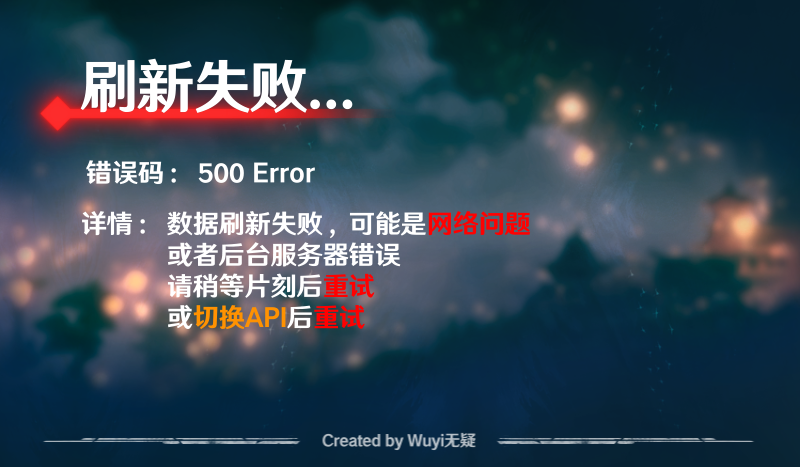 刷新失败...
错误码： 500 Error
详情： 数据刷新失败，可能是网络问题
或者后台服务器错误
请稍等片刻后重试
或切换API后重试
Created by Wuyi无疑